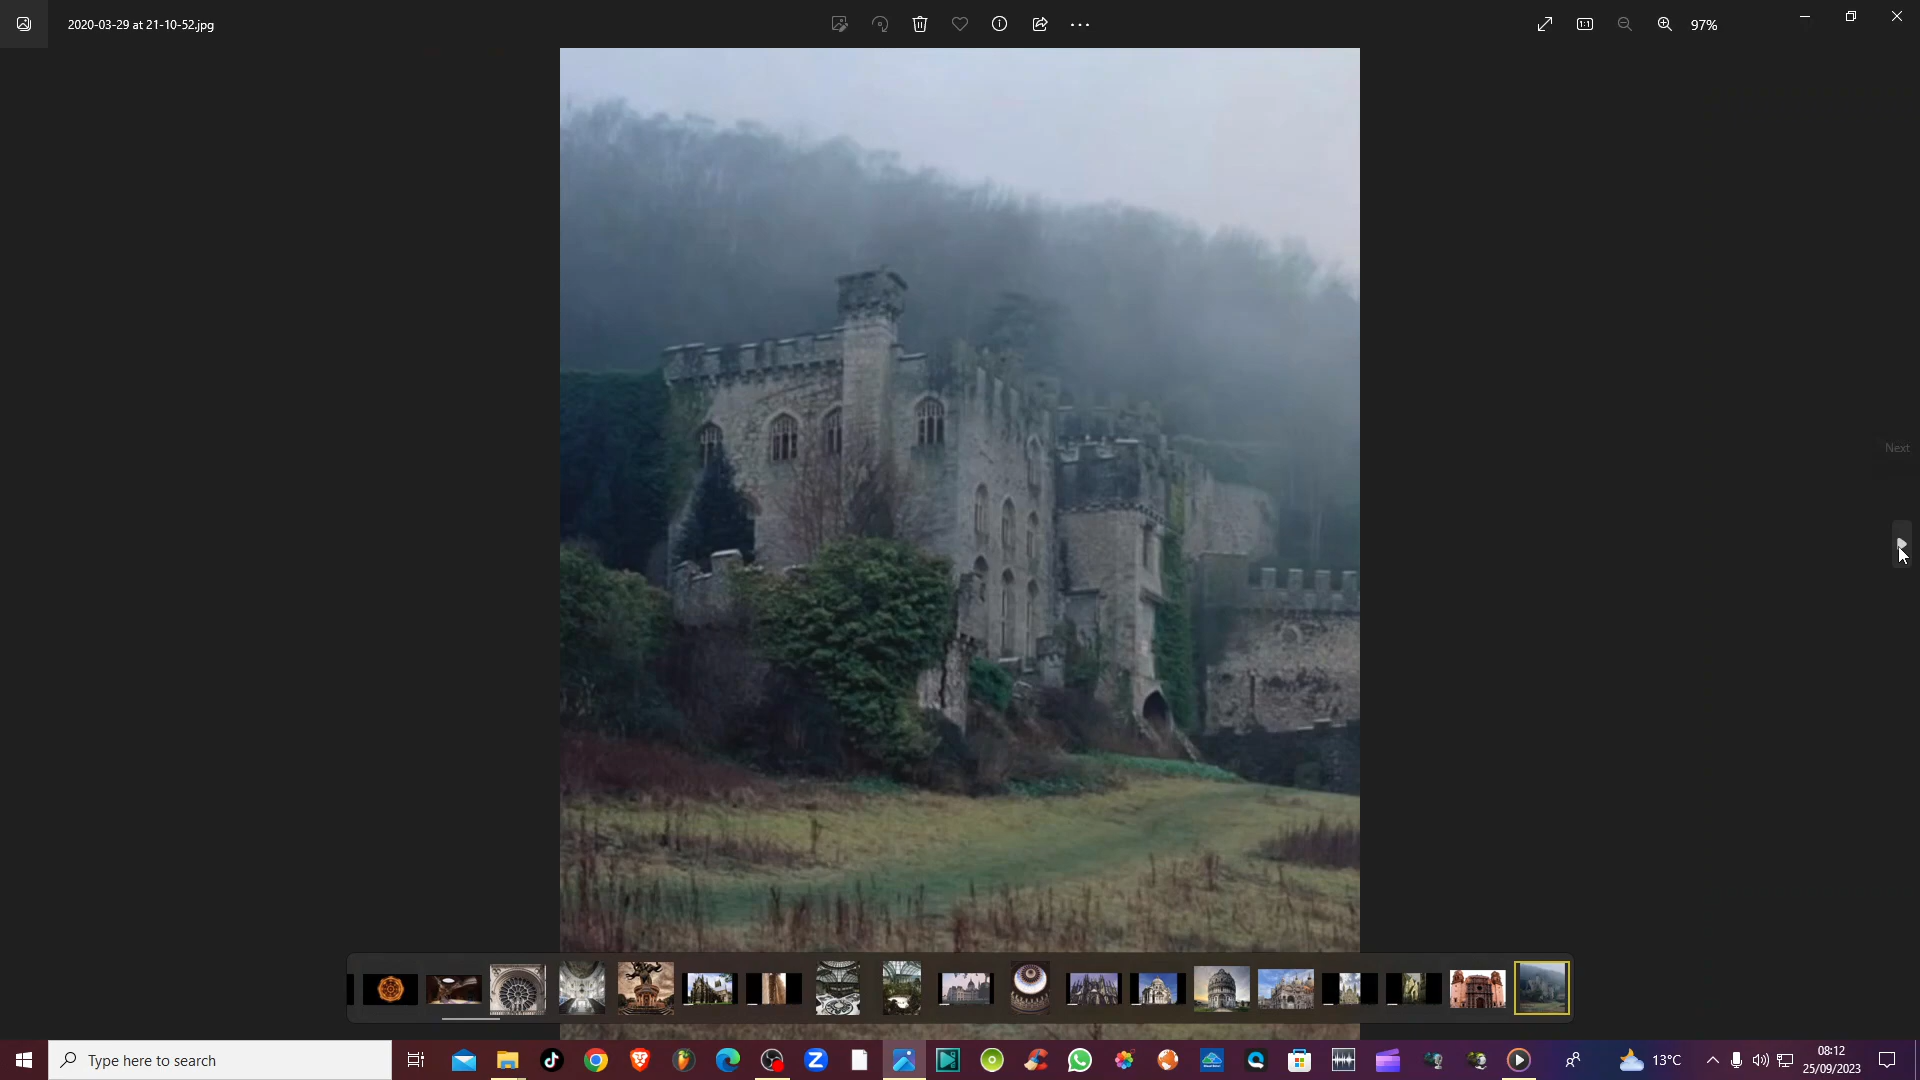 2020-03-29 at 21-10-52.jpg
97%
Next
Type here to search
13°C
08:12
25/09/2023